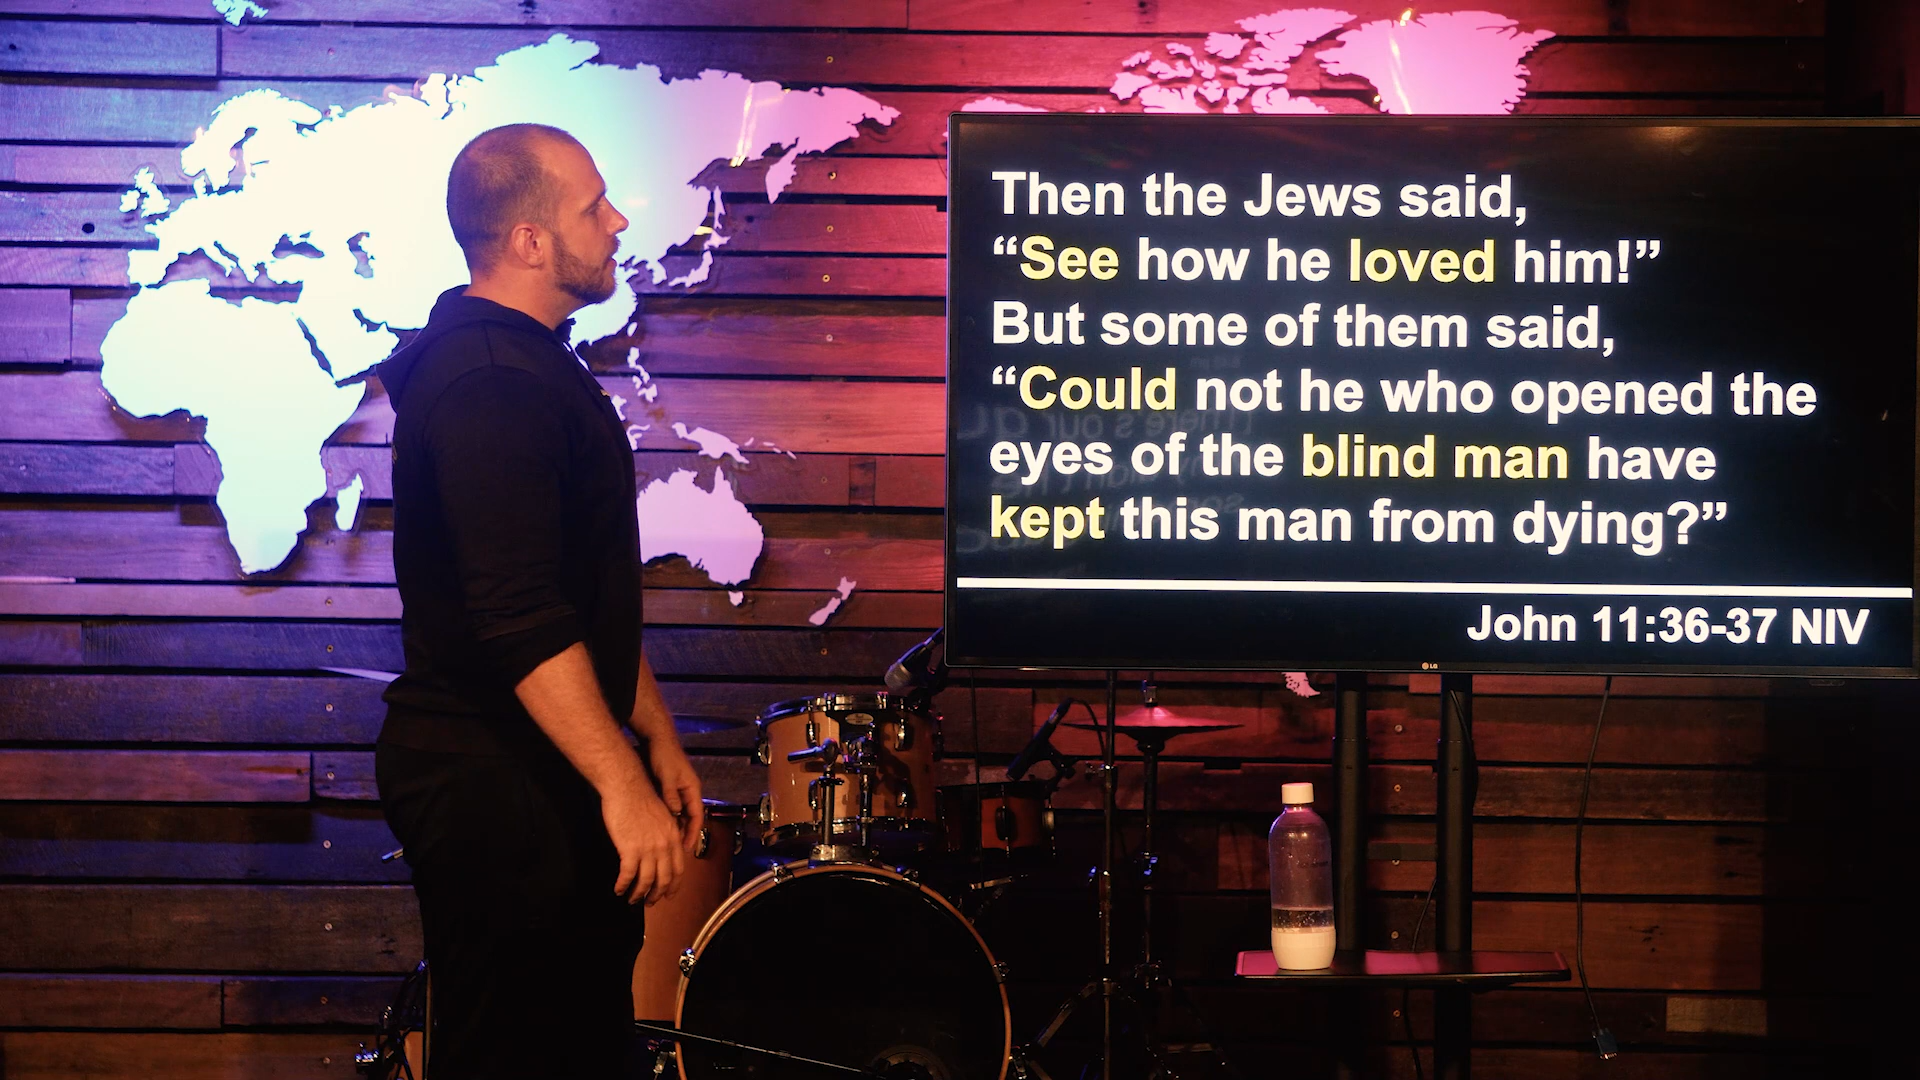 Then the Jews said,
“See how he loved him!”
But some of them said,
“Could not he who opened the
eyes of the blind man have
kept this man from dying?”
John 11:36-37 NIV
LG